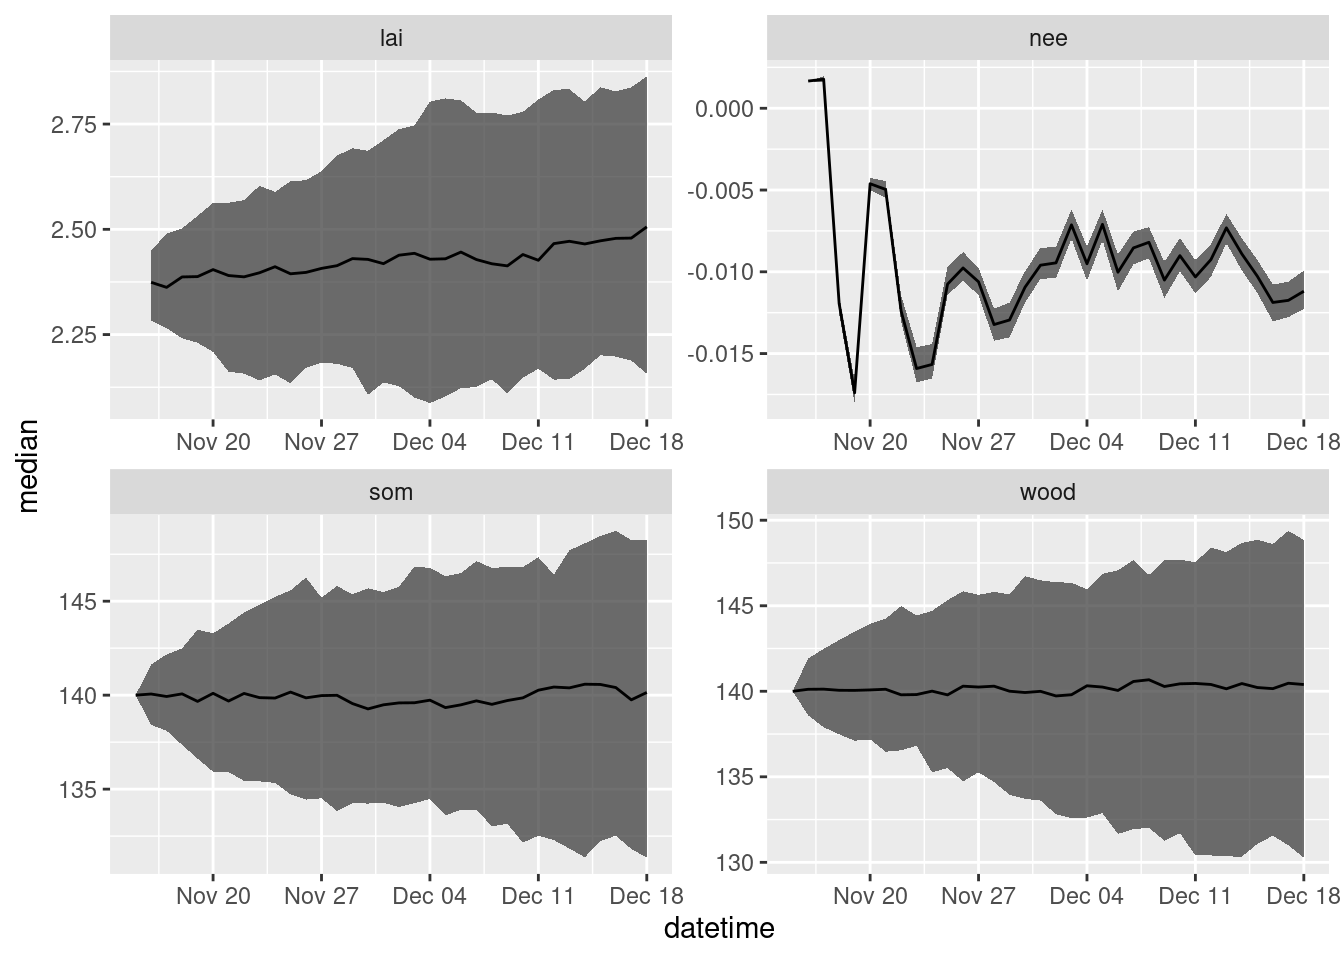 lai
nee
2.75
2.50
2.25
0.000
-0.005
-0.010
-0.015
Nov 20 Nov 27 Dec 04 Dec 11 Dec 18
Nov 20 Nov 27 Dec 04 Dec 11 Dec 18
median
som
wood
145
140
135
150
145
140
135
130
Nov 20 Nov 27 Dec 04 Dec 11 Dec 18
Nov 20 Nov 27 Dec 04 Dec 11 Dec 18
datetime